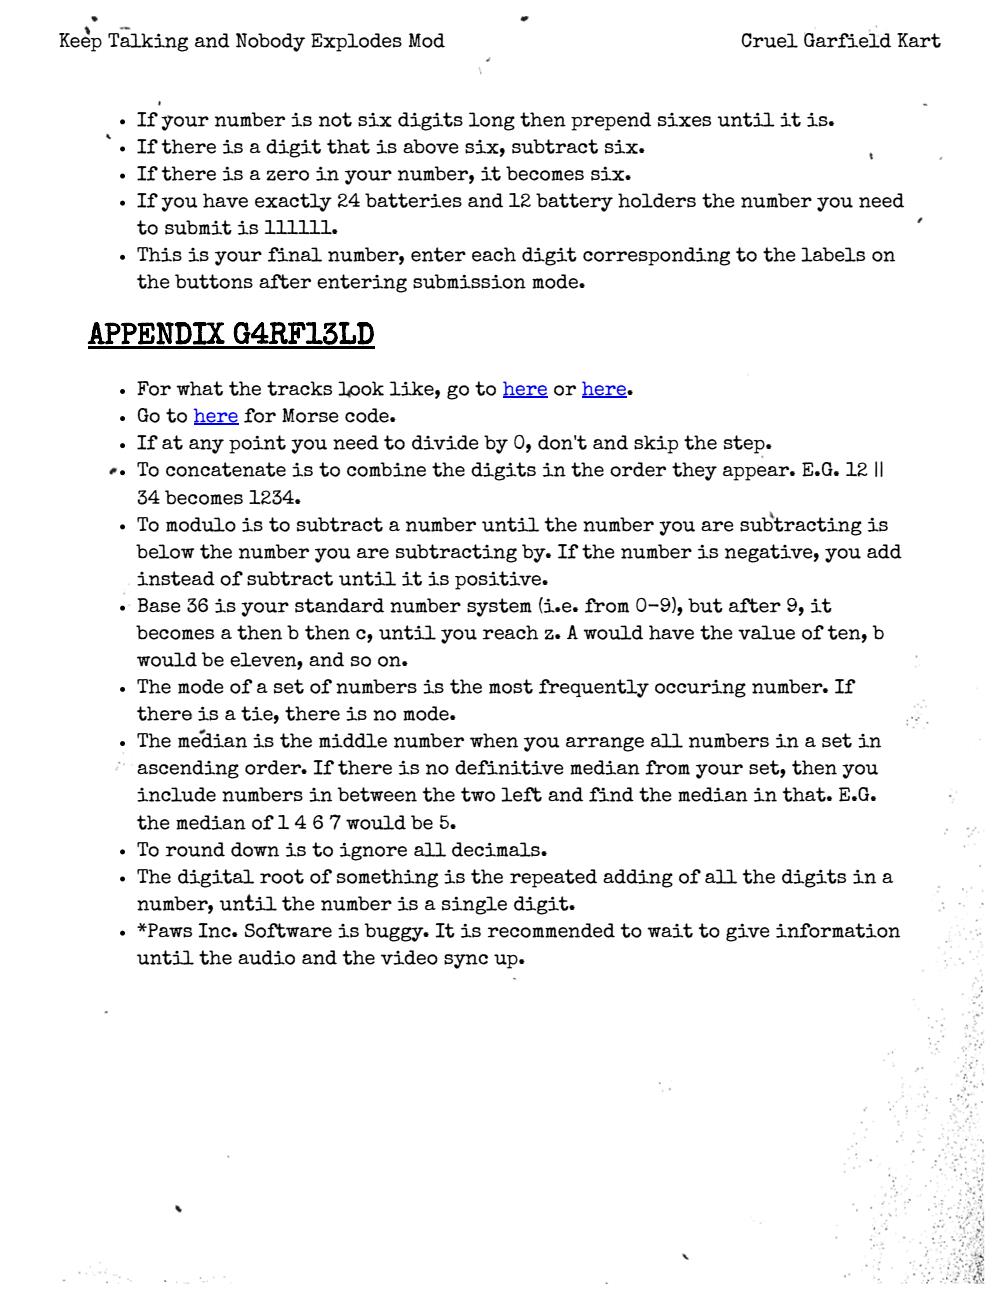 Keep Talking and Nobody Explodes Mod Cruel Garfield Kart
• If your number is not six digits long then prepend sixes until it is.
• If there is a digit that is above six, subtract six.
• If there is a zero in your number, it becomes six.
• If you have exactly 24 batteries and 12 battery holders the number you need
to submit is 111111.
• This is your final number, enter each digit corresponding to the labels on
the buttons after entering submission mode.
APPENDIX G4RF13LD
• For what the tracks look like, go to here or here.
• Go to here for Morse code.
• If at any point you need to divide by 0, don't and skip the step.
• To concatenate is to combine the digits in the order they appear. E.G. 12 ||
34 becomes 1234.
• To modulo is to subtract a number until the number you are subtracting is
below the number you are subtracting by. If the number is negative, you add
instead of subtract until it is positive.
• Base 36 is your standard number system (i.e. from 0-9), but after 9, it
becomes a then b then c, until you reach z. A would have the value of ten, b
would be eleven, and so on.
• The mode of a set of numbers is the most frequently occuring number. If
there is a tie, there is no mode.
• The median is the middle number when you arrange all numbers in a set in
ascending order. If there is no definitive median from your set, then you
include numbers in between the two left and find the median in that. E.G.
the median of 1 4 6 7 would be 5.
• To round down is to ignore all decimals.
• The digital root of something is the repeated adding of all the digits in a
number, until the number is a single digit.
• *Paws Inc. Software is buggy. It is recommended to wait to give information
until the audio and the video sync up.